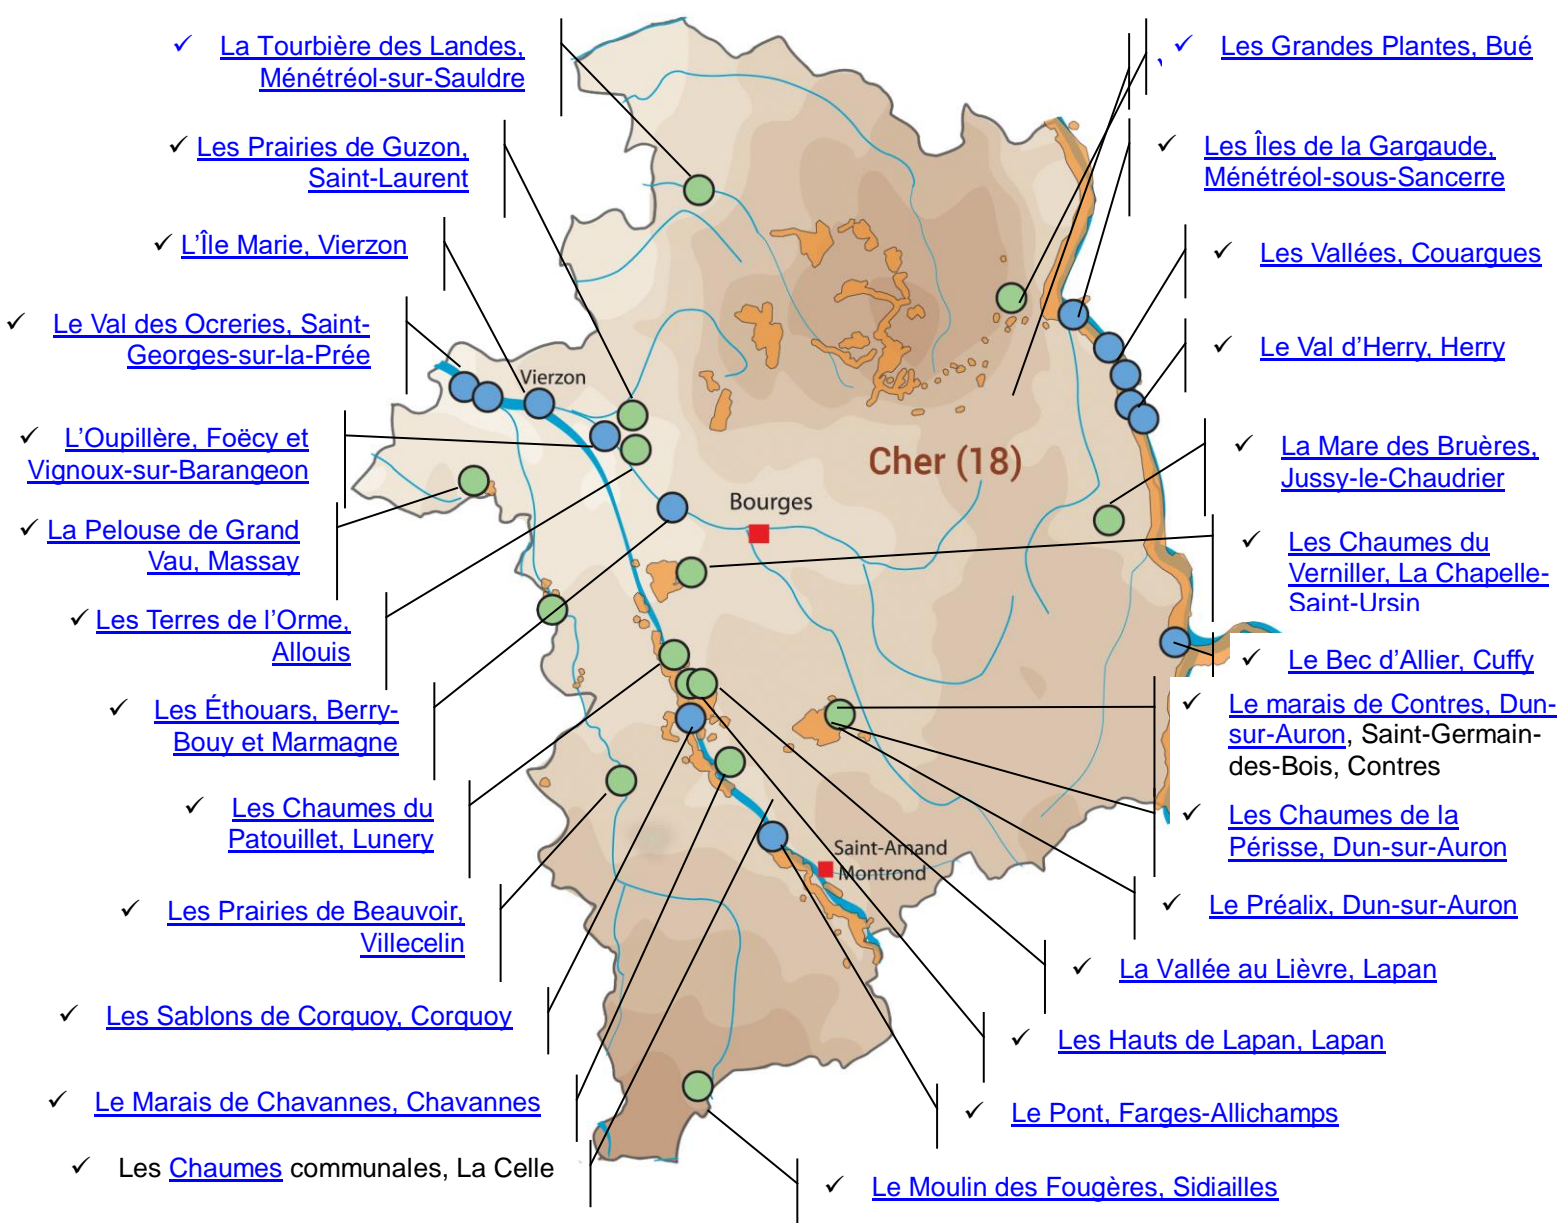 ✓ La Tourbière des Landes,
Ménétréol-sur-Sauldre
✓ Les Prairies de Guzon,
Saint-Laurent
✓ L'Île Marie, Vierzon
✓ Le Val des Ocreries, Saint-
Georges-sur-la-Prée
✓ L'Oupillère, Foëcy et
Vignoux-sur-Barangeon
✓ La Pelouse de Grand
Vau, Massay
✓ Les Terres de l'Orme,
Allouis
✓ Les Éthouars, Berry-
Bouy et Marmagne
✓ Les Chaumes du
Patouillet, Lunery
✓ Les Prairies de Beauvoir,
Villecelin
✓ Les Sablons de Corquoy, Corquoy
✓ Le Marais de Chavannes, Chavannes
✓ Les Chaumes communales, La Celle
Vierzon
Cher (18)
Bourges
Saint-Amand
Montrond
✓ Les Grandes Plantes, Bué
✓ Les Îles de la Gargaude,
Ménétréol-sous-Sancerre
✓ Les Vallées, Couargues
✓ Le Val d'Herry, Herry
✓ La Mare des Bruères,
Jussy-le-Chaudrier
✓ Les Chaumes du
Verniller, La Chapelle-
Saint-Ursin
✓ Le Bec d'Allier, Cuffy
✓ Le marais de Contres, Dun-
sur-Auron, Saint-Germain-
des-Bois, Contres
✓ Les Chaumes de la
Périsse, Dun-sur-Auron
✓ Le Préalix, Dun-sur-Auron
✓ La Vallée au Lièvre, Lapan
✓ Les Hauts de Lapan, Lapan
✓ Le Pont, Farges-Allichamps
✓ Le Moulin des Fougères, Sidiailles